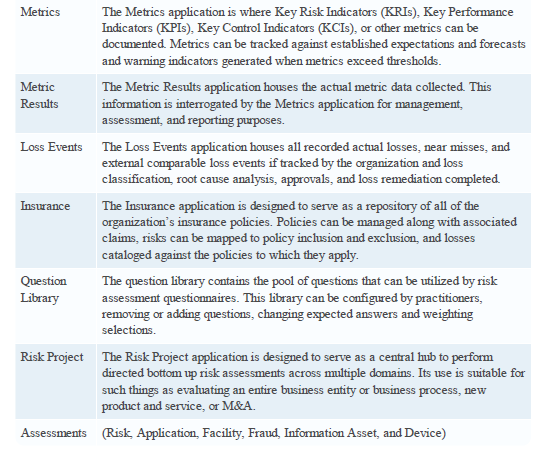 Metrics The Metrics application is where Key Risk Indicators (KRIs), Key Performance
Indicators (KPIs), Key Control Indicators (KCIs), or other metrics can be
documented. Metrics can be tracked against established expectations and forecasts
and warning indicators generated when metrics exceed thresholds.
Metric The Metric Results application houses the actual metric data collected. This
Results information is interrogated by the Metrics application for management,
assessment, and reporting purposes.
Loss Events The Loss Events application houses all recorded actual losses, near misses, and
external comparable loss events if tracked by the organization and loss
classification, root cause analysis, approvals, and loss remediation completed.
Insurance The Insurance application is designed to serve as a repository of all of the
organization’s insurance policies. Policies can be managed along with associated
claims, risks can be mapped to policy inclusion and exclusion, and losses
cataloged against the policies to which they apply.
Question The question library contains the pool of questions that can be utilized by risk
Library assessment questionnaires. This library can be configured by practitioners,
removing or adding questions, changing expected answers and weighting
selections.
Risk Project The Risk Project application is designed to serve as a central hub to perform
directed bottom up risk assessments across multiple domains. Its use is suitable for
such things as evaluating an entire business entity or business process, new
product and service, or M&A.
Assessments (Risk, Application, Facility, Fraud, Information Asset, and Device)